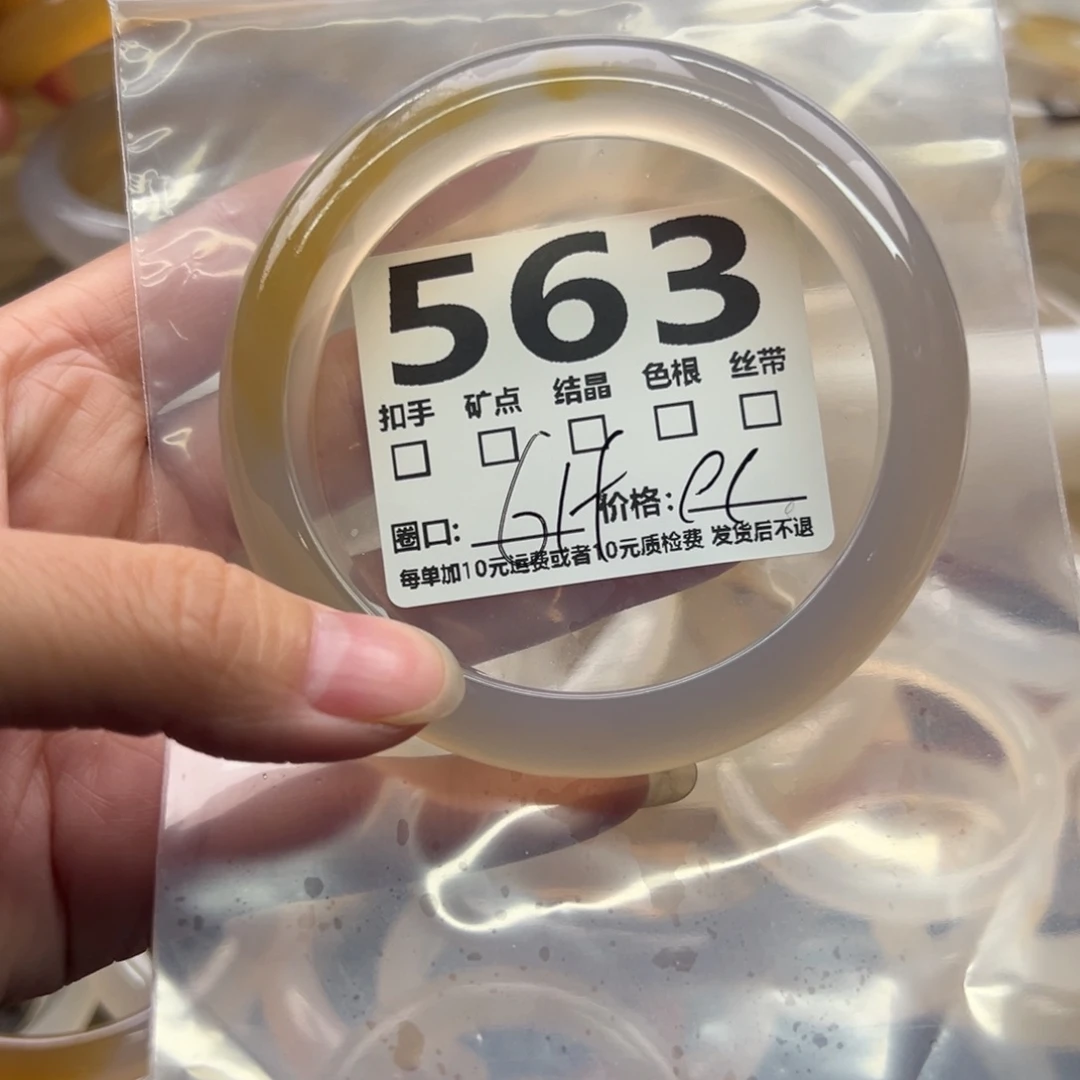 563
扣手 矿点 结晶 色根 丝带
圈口: 价格:
每单加10元运费或者10元质检费 发货后不退